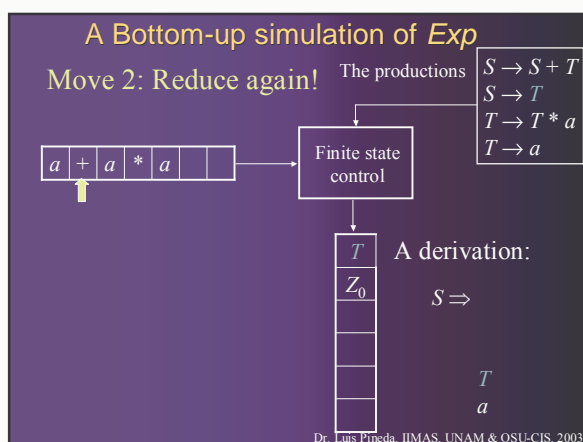 A Bottom-up simulation of Exp
Move 2: Reduce again!
The productions
S → S + T
S → T
T → T * a
T → a
a + a * a
Finite state
control
T
Z₀
A derivation:
S ⇒
T
a
Dr. Luis Pineda, IIMAS, UNAM & OSU-CIS, 2003